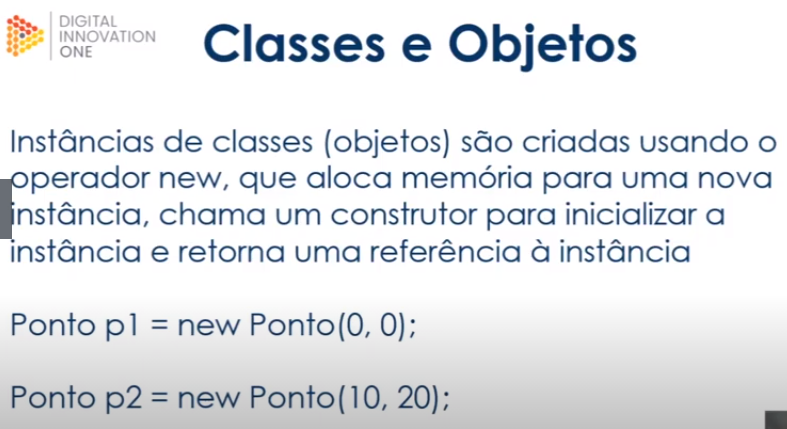 DIGITAL
INNOVATION
ONE
Classes e Objetos
Instâncias de classes (objetos) são criadas usando o
operador new, que aloca memória para uma nova
instância, chama um construtor para inicializar a
instância e retorna uma referência à instância
Ponto p1 = new Ponto(0, 0);
Ponto p2 = new Ponto(10, 20);